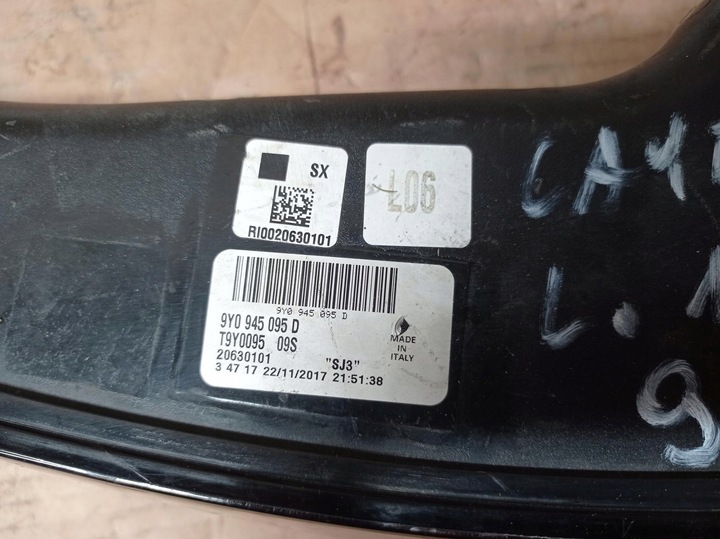 SX
RI0020630101
L06
9Y0 945 095 D
9Y0 945 095 D
T9Y0095 09S
20630101 "SJ3"
3 47 17 22/11/2017 21:51:38
MADE
IN
ITALY
L.
9